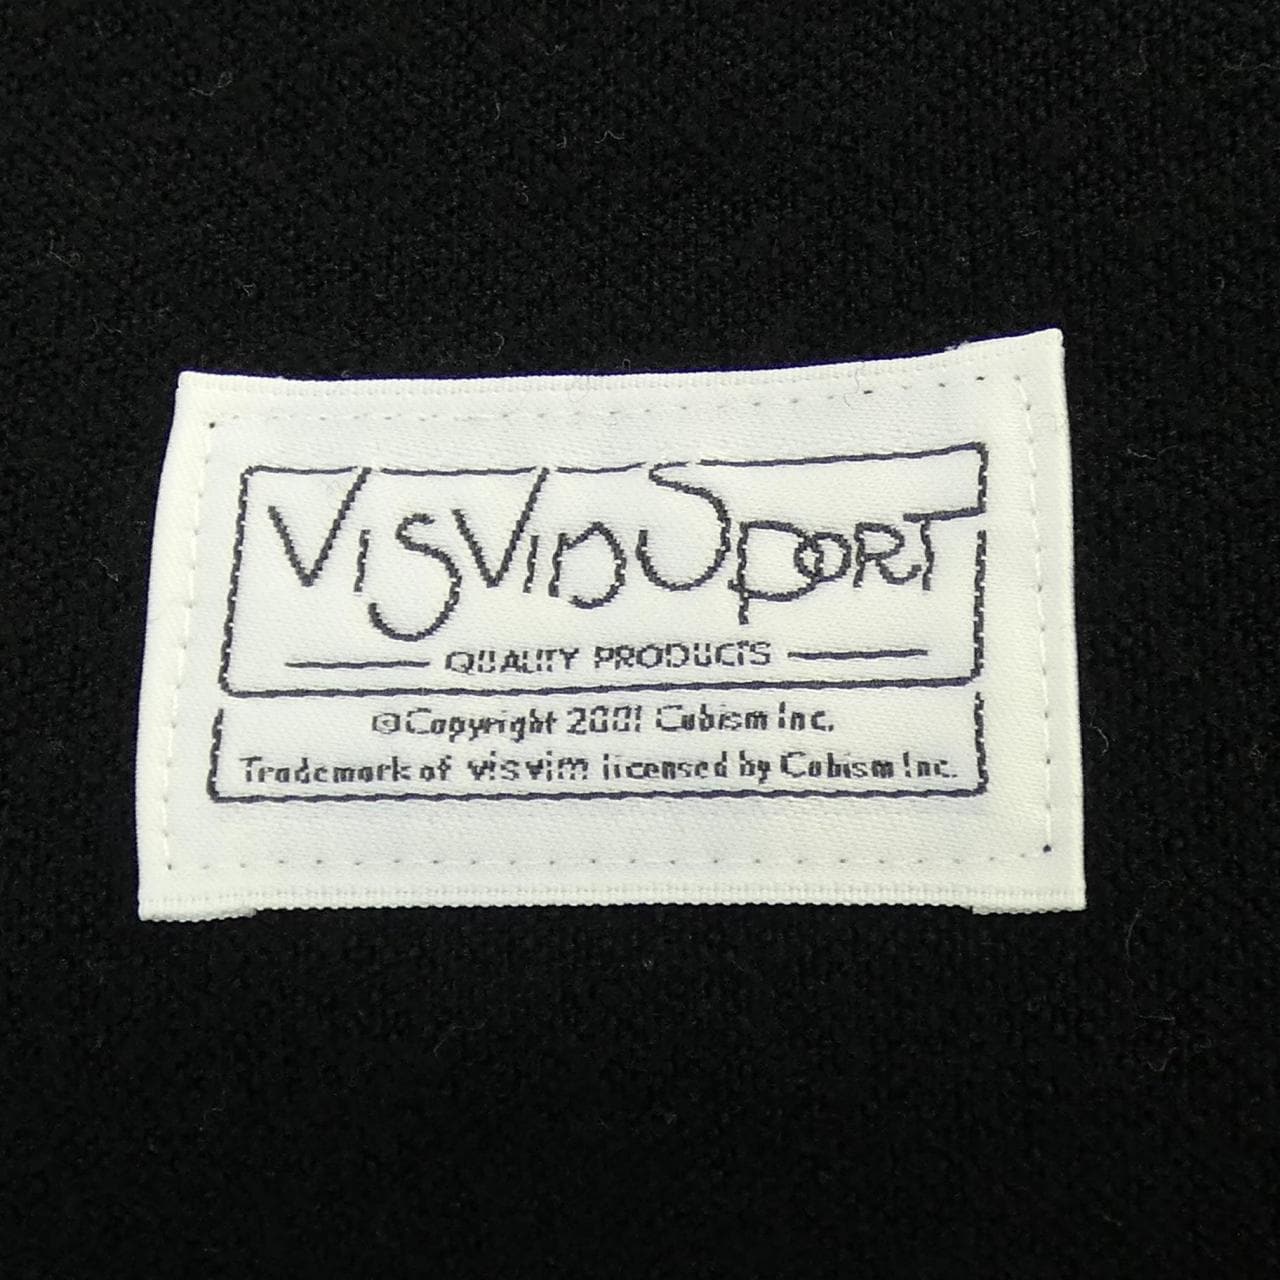 VISVIM SPORT
QUALITY PRODUCTS
©Copyright 2001 Cubism Inc.
Trademark of visvim licensed by Cubism Inc.